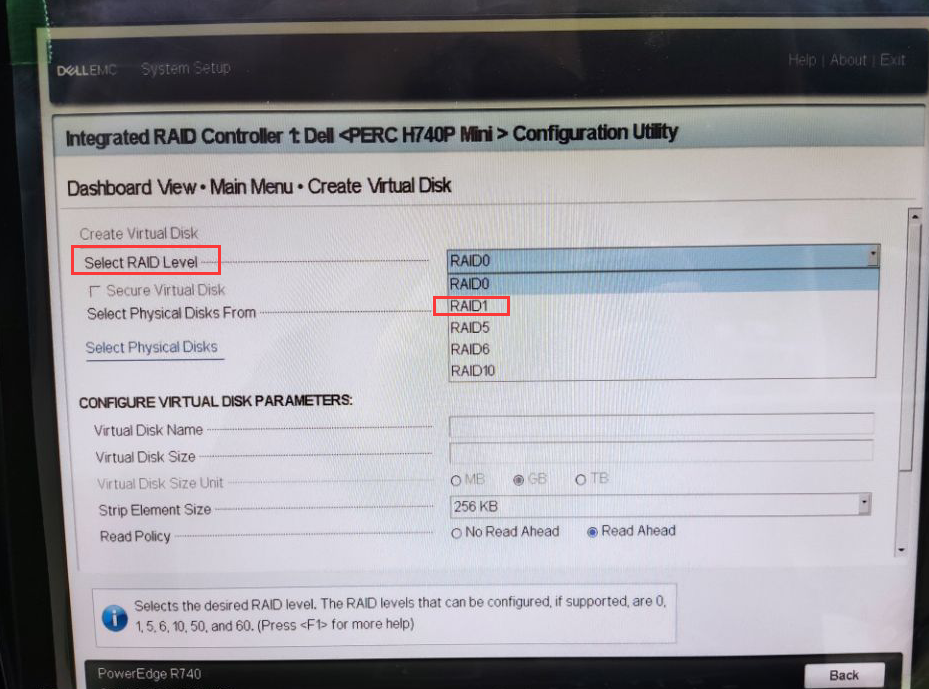 DELLEMC System Setup Help | About | Exit
Integrated RAID Controller 1: Dell <PERC H740P Mini > Configuration Utility
Dashboard View • Main Menu • Create Virtual Disk
Create Virtual Disk
Select RAID Level RAID0
RAID0
Secure Virtual Disk
RAID1
Select Physical Disks From
RAID5
Select Physical Disks RAID6
RAID10
CONFIGURE VIRTUAL DISK PARAMETERS:
Virtual Disk Name
Virtual Disk Size
Virtual Disk Size Unit MB GB TB
Strip Element Size 256 KB
Read Policy No Read Ahead Read Ahead
Selects the desired RAID level. The RAID levels that can be configured, if supported, are 0,
1, 5, 6, 10, 50, and 60. (Press <F1> for more help)
PowerEdge R740 Back